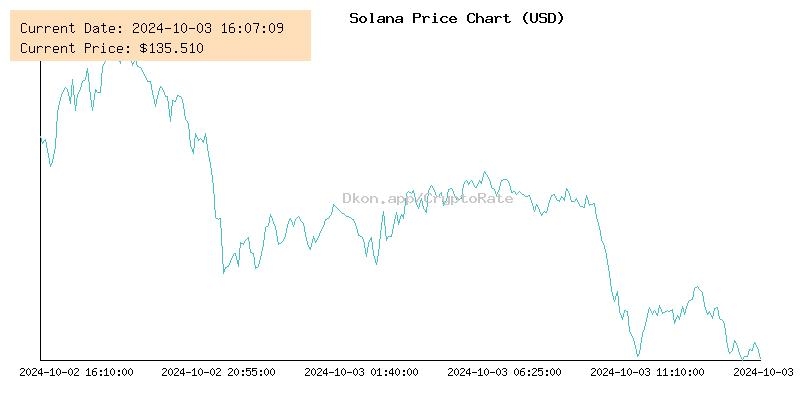 Solana Price Chart (USD)
Current Date: 2024-10-03 16:07:09
Current Price: $135.510
Dkon.app/CryptoRate
2024-10-02 16:10:00 2024-10-02 20:55:00 2024-10-03 01:40:00 2024-10-03 06:25:00 2024-10-03 11:10:00 2024-10-03